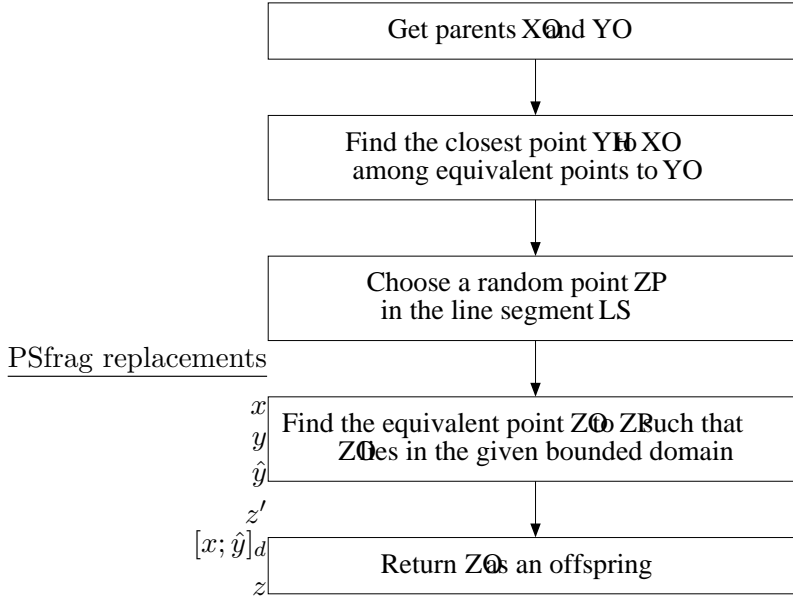 Get parents XO and YO
Find the closest point YH to XO
among equivalent points to YO
Choose a random point ZP
in the line segment LS
PSfrag replacements
x
Find the equivalent point ZO to ZP such that
y
ZO lies in the given bounded domain
ŷ
z′
[x; ŷ]d
Return ZO as an offspring
z